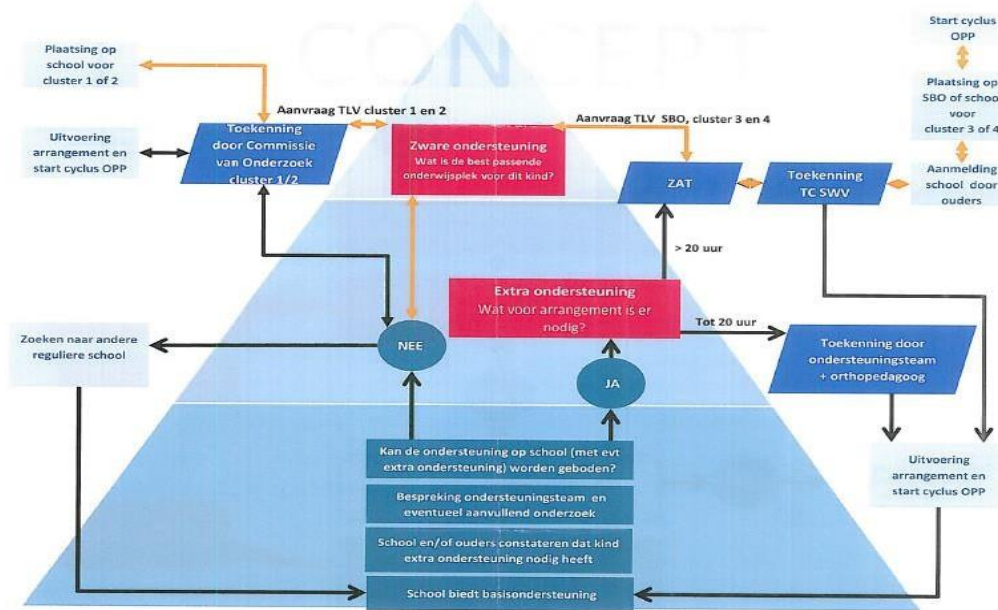 CONCEPT
Start cyclus
OPP
Plaatsing op
school voor
cluster 1 of 2
Plaatsing op
SBO of school
voor
cluster 3 of 4
Aanvraag TLV cluster 1 en 2
Aanvraag TLV SBO, cluster 3 en 4
Uitvoering
arrangement en
start cyclus OPP
Toekenning
door Commissie
van Onderzoek
cluster 1/2
Zware ondersteuning
Wat is de best passende
onderwijsplek voor dit kind?
ZAT
Toekenning
TC SWV
Aanmelding
school door
ouders
> 20 uur
Extra ondersteuning
Wat voor arrangement is er
nodig?
Tot 20 uur
Zoeken naar andere
reguliere school
NEE
JA
Toekenning door
ondersteuningsteam
+ orthopedagoog
Kan de ondersteuning op school (met evt
extra ondersteuning) worden geboden?
Uitvoering
arrangement en
start cyclus OPP
Bespreking ondersteuningsteam en
eventueel aanvullend onderzoek
School en/of ouders constateren dat kind
extra ondersteuning nodig heeft
School biedt basisondersteuning